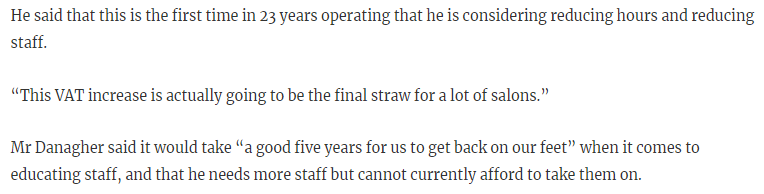 He said that this is the first time in 23 years operating that he is considering reducing hours and reducing
staff.
“This VAT increase is actually going to be the final straw for a lot of salons.”
Mr Danagher said it would take “a good five years for us to get back on our feet” when it comes to
educating staff, and that he needs more staff but cannot currently afford to take them on.